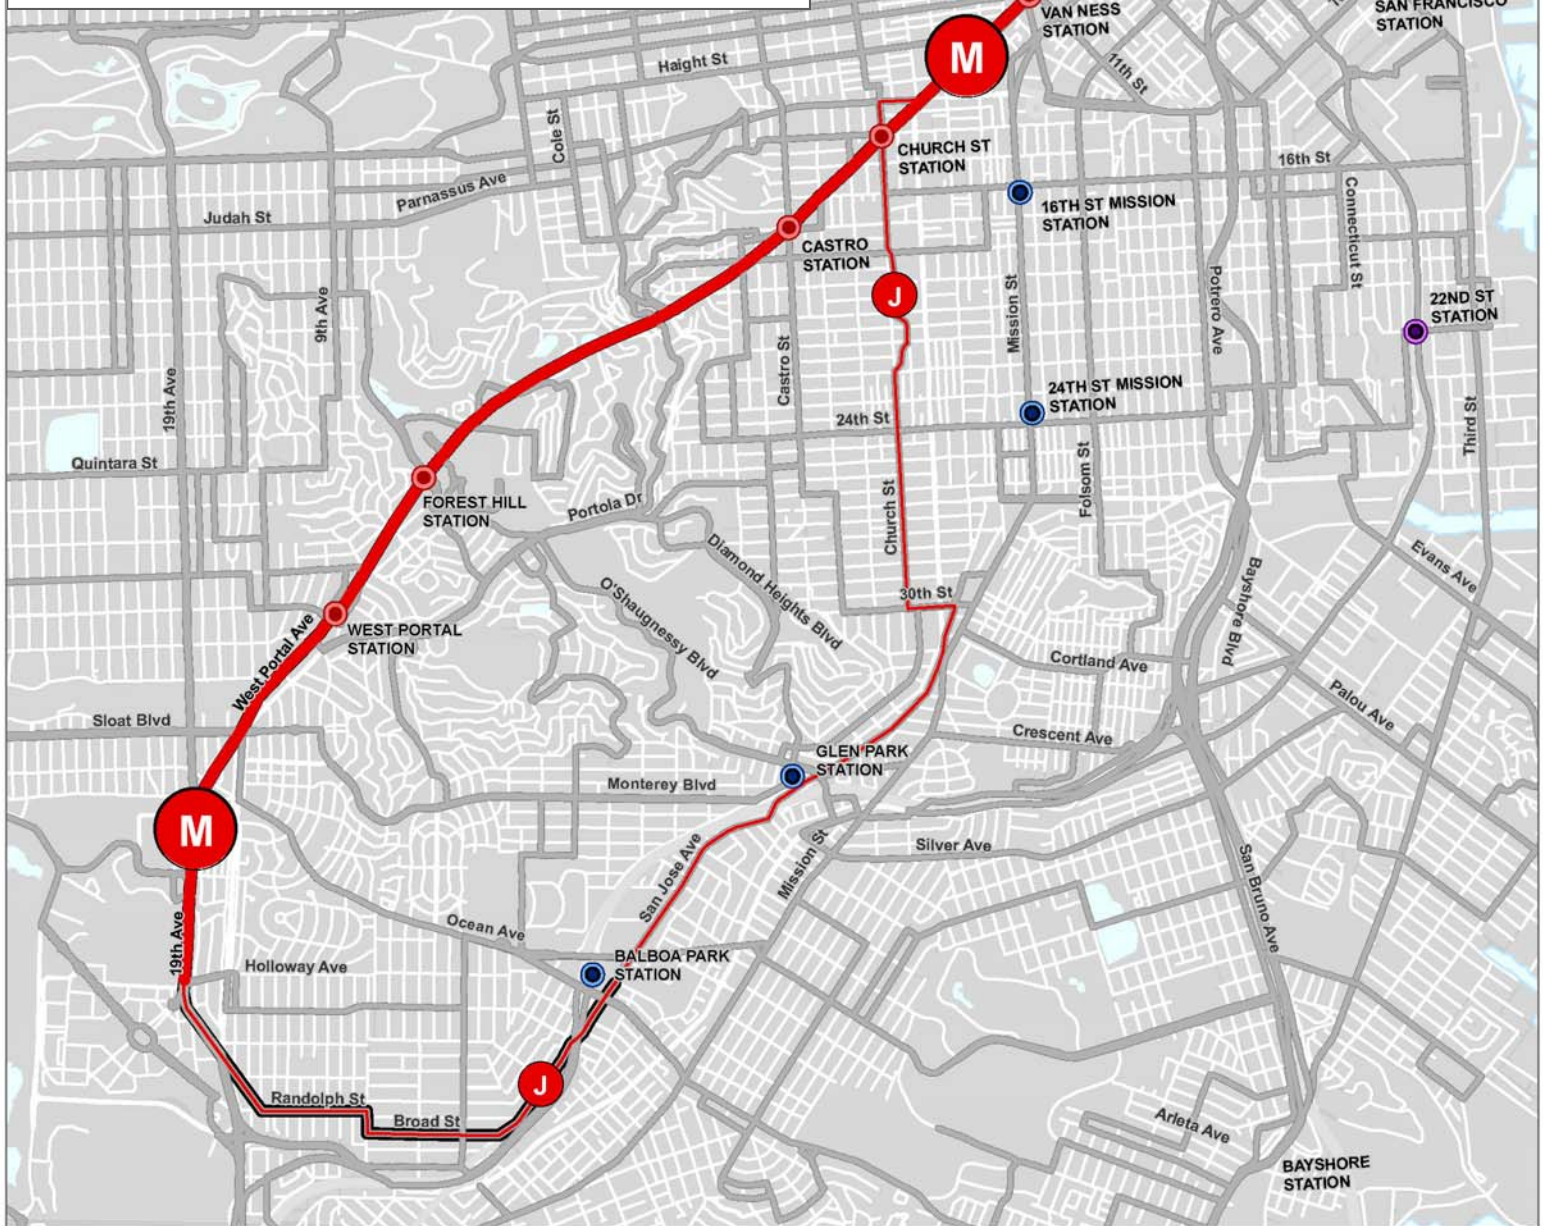 VAN NESS
STATION
SAN FRANCISCO
STATION
M
Haight St
11th St
Cole St
CHURCH ST
STATION
16th St
Parnassus Ave
Judah St
16TH ST MISSION
STATION
Connecticut St
CASTRO
STATION
J
Mission St
Potrero Ave
9th Ave
22ND ST
STATION
Castro St
19th Ave
24TH ST MISSION
STATION
24th St
Third St
Quintara St
Folsom St
FOREST HILL
STATION
Portola Dr
Church St
Diamond Heights Blvd
Evans Ave
O'Shaugnessy Blvd
30th St
Bayshore Blvd
WEST PORTAL
STATION
West Portal Ave
Cortland Ave
Palou Ave
Sloat Blvd
Crescent Ave
GLEN PARK
STATION
Monterey Blvd
M
San Jose Ave
Mission St
Silver Ave
San Bruno Ave
Ocean Ave
19th Ave
Holloway Ave
BALBOA PARK
STATION
J
Randolph St
Broad St
Arleta Ave
BAYSHORE
STATION